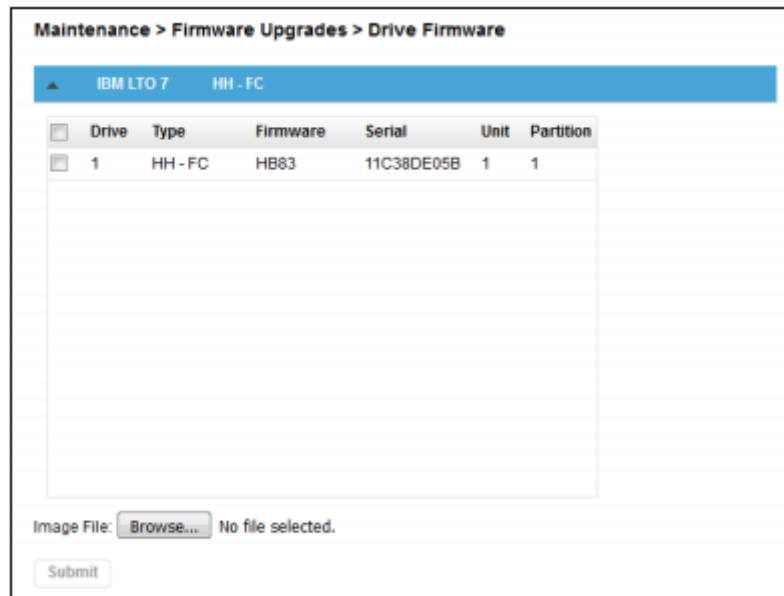 Maintenance > Firmware Upgrades > Drive Firmware
IBM LTO 7 HH - FC
Drive Type Firmware Serial Unit Partition
1 HH - FC HB83 11C38DE05B 1 1
Image File: Browse... No file selected.
Submit